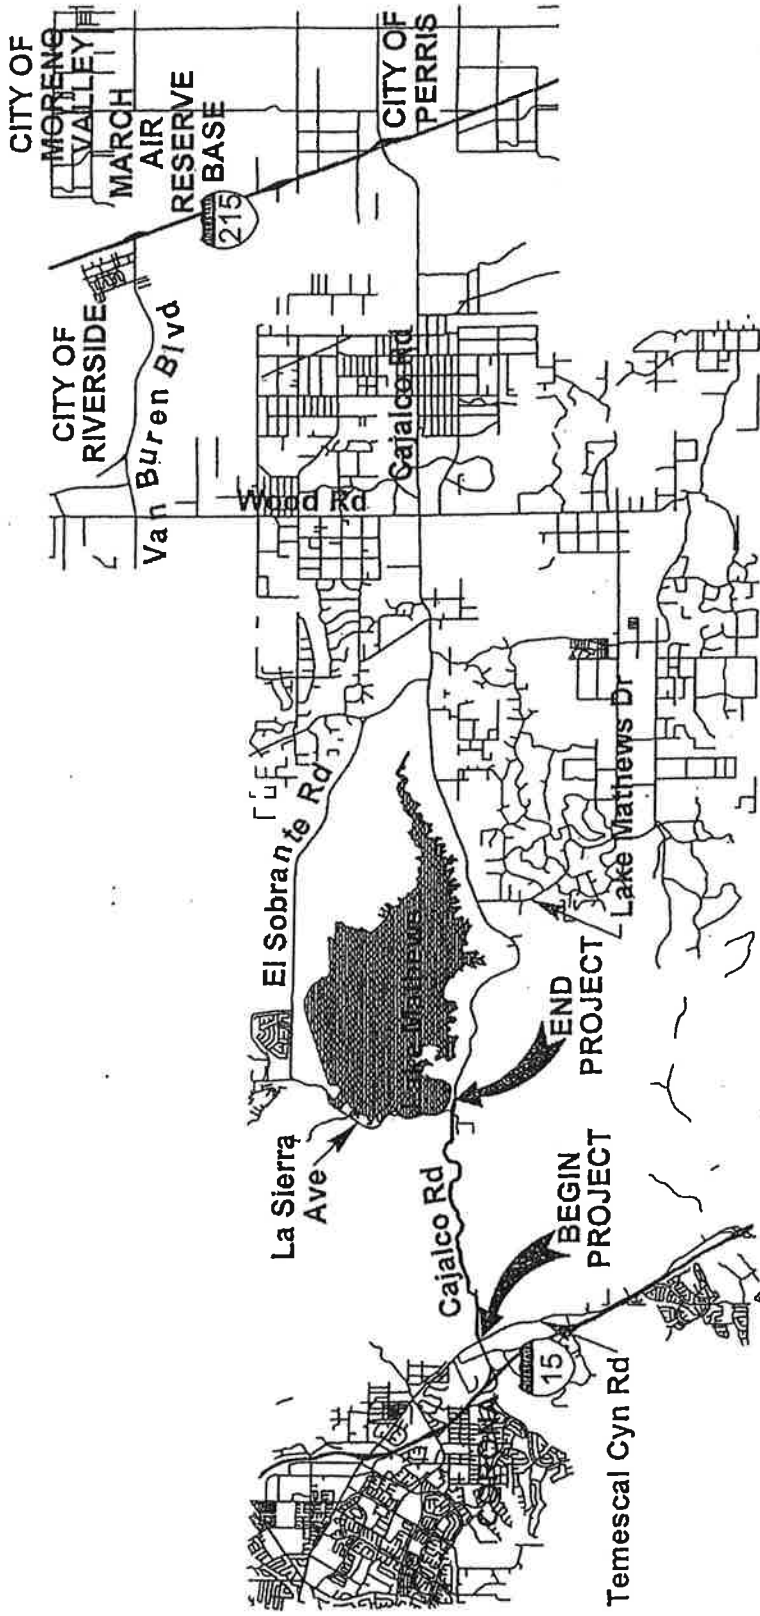 CITY OF
MORENO
VALLEY
MARCH
AIR
RESERVE
BASE
CITY OF
PERRIS
215
CITY OF
RIVERSIDE
Van Buren Blvd
Wood Rd
Cajalco Rd
El Sobrante Rd
Lake Mathews Dr
Lake Mathews
La Sierra
Ave
END
PROJECT
Cajalco Rd
BEGIN
PROJECT
15
CORONA
Temescal Cyn Rd